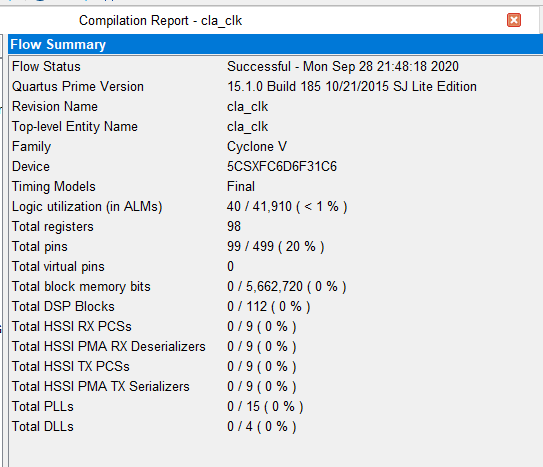 Compilation Report - cla_clk
Flow Summary
Flow Status Successful - Mon Sep 28 21:48:18 2020
Quartus Prime Version 15.1.0 Build 185 10/21/2015 SJ Lite Edition
Revision Name cla_clk
Top-level Entity Name cla_clk
Family Cyclone V
Device 5CSXFC6D6F31C6
Timing Models Final
Logic utilization (in ALMs) 40 / 41,910 ( < 1 % )
Total registers 98
Total pins 99 / 499 ( 20 % )
Total virtual pins 0
Total block memory bits 0 / 5,662,720 ( 0 % )
Total DSP Blocks 0 / 112 ( 0 % )
Total HSSI RX PCSs 0 / 9 ( 0 % )
Total HSSI PMA RX Deserializers 0 / 9 ( 0 % )
Total HSSI TX PCSs 0 / 9 ( 0 % )
Total HSSI PMA TX Serializers 0 / 9 ( 0 % )
Total PLLs 0 / 15 ( 0 % )
Total DLLs 0 / 4 ( 0 % )